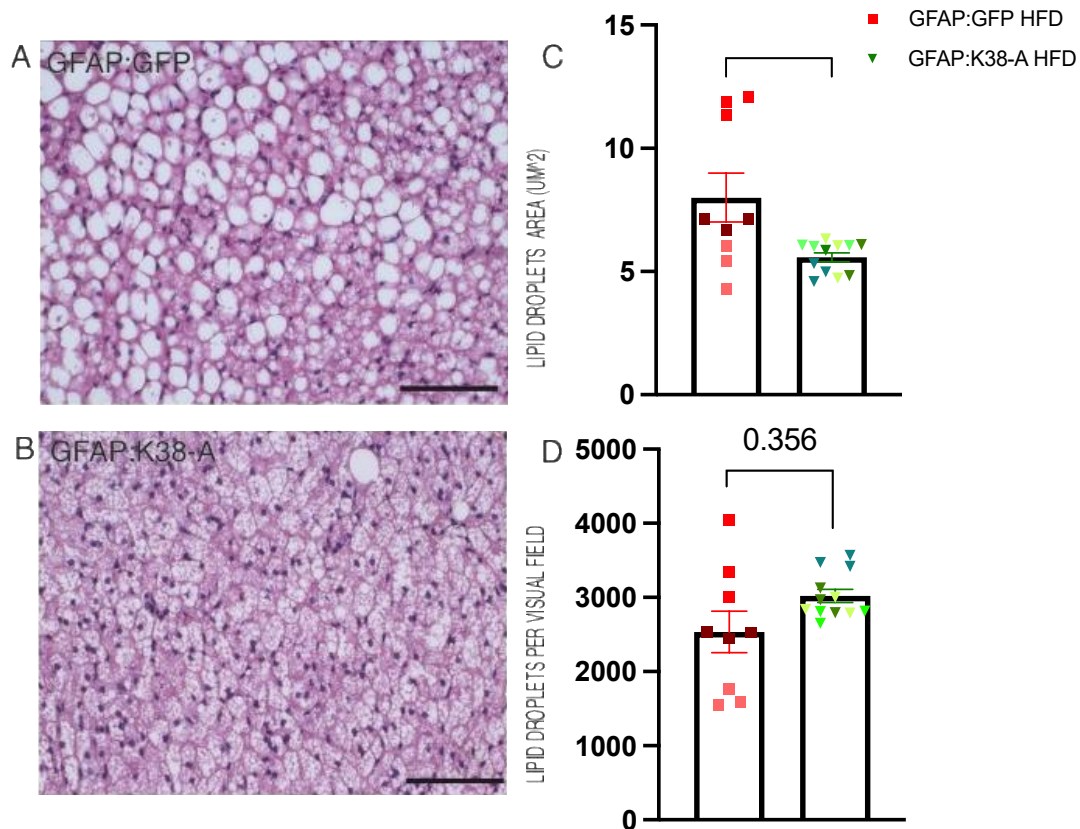 A
GFAP:GFP
B
GFAP:K38-A
C
GFAP:GFP HFD
GFAP:K38-A HFD
LIPID DROPLETS AREA (UM^2)
15
10
5
0
D
0.356
LIPID DROPLETS PER VISUAL FIELD
5000
4000
3000
2000
1000
0